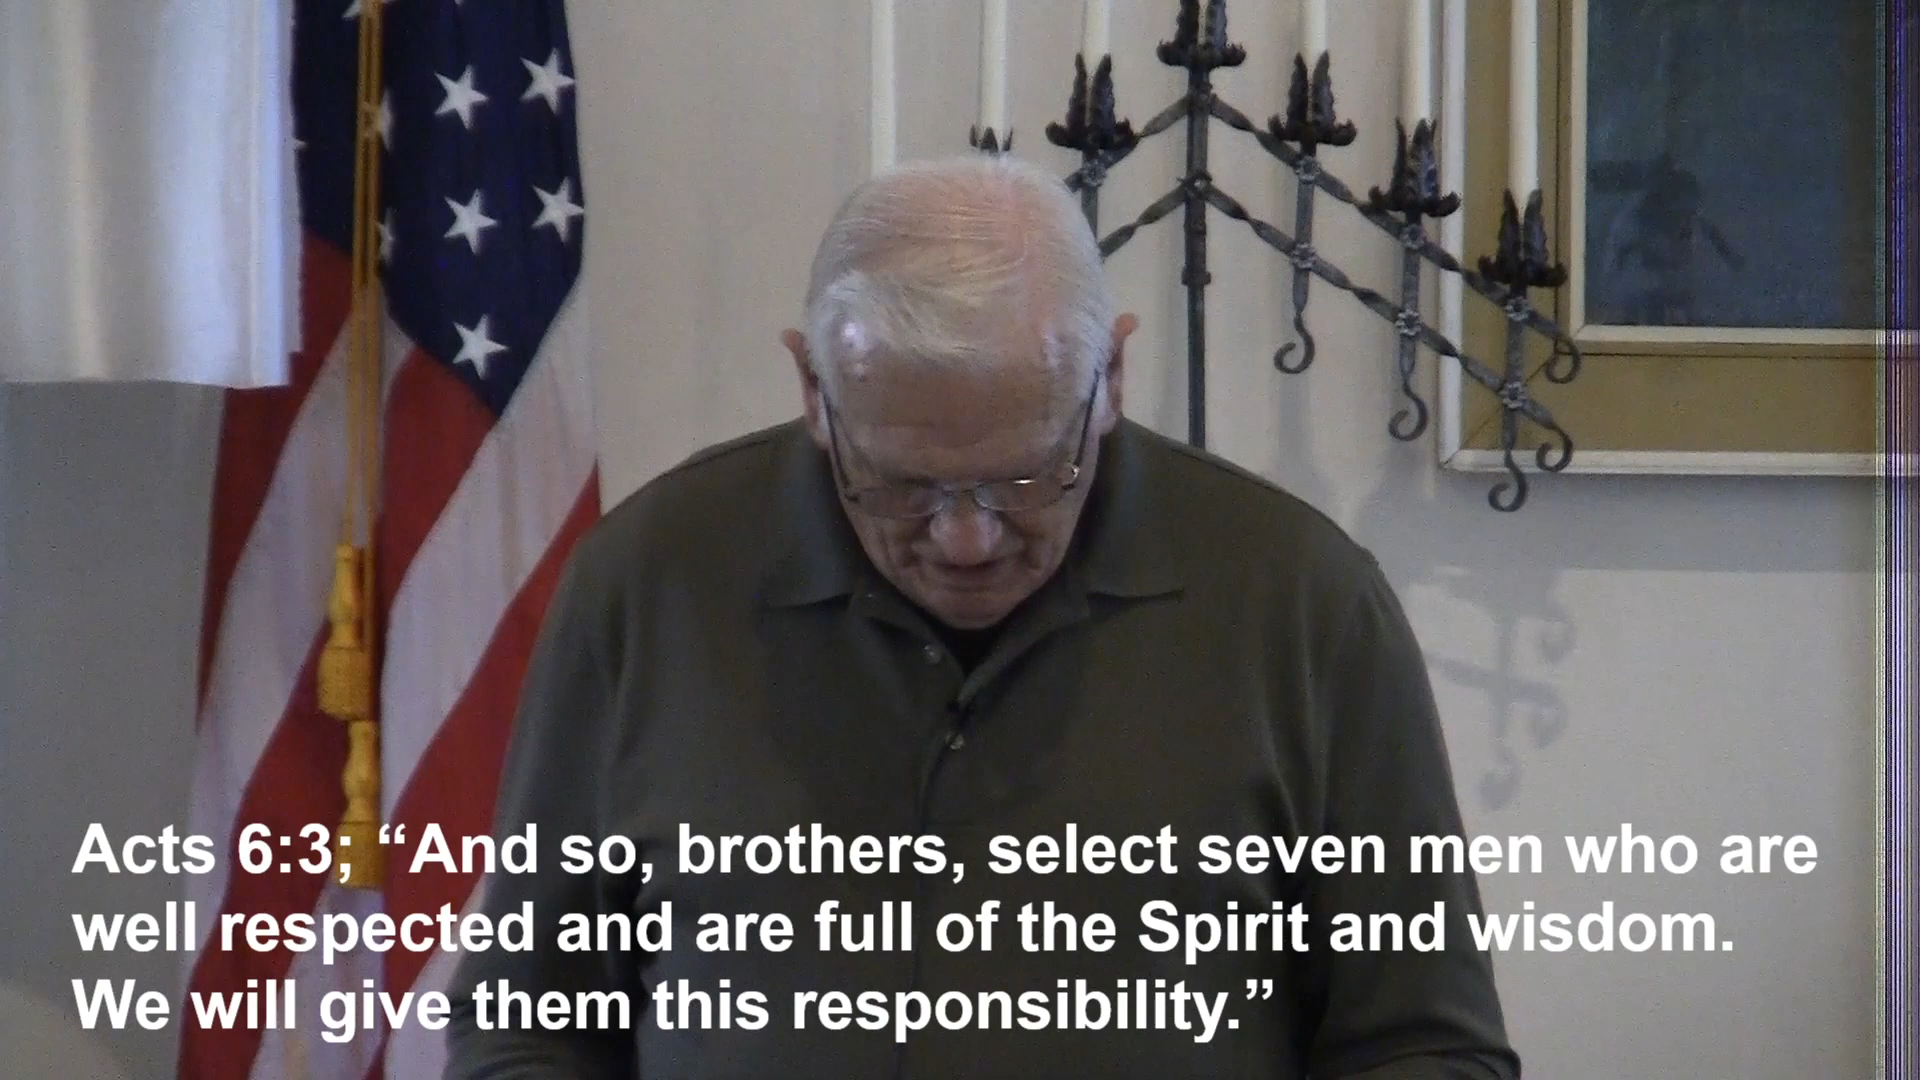 Acts 6:3; “And so, brothers, select seven men who are
well respected and are full of the Spirit and wisdom.
We will give them this responsibility.”